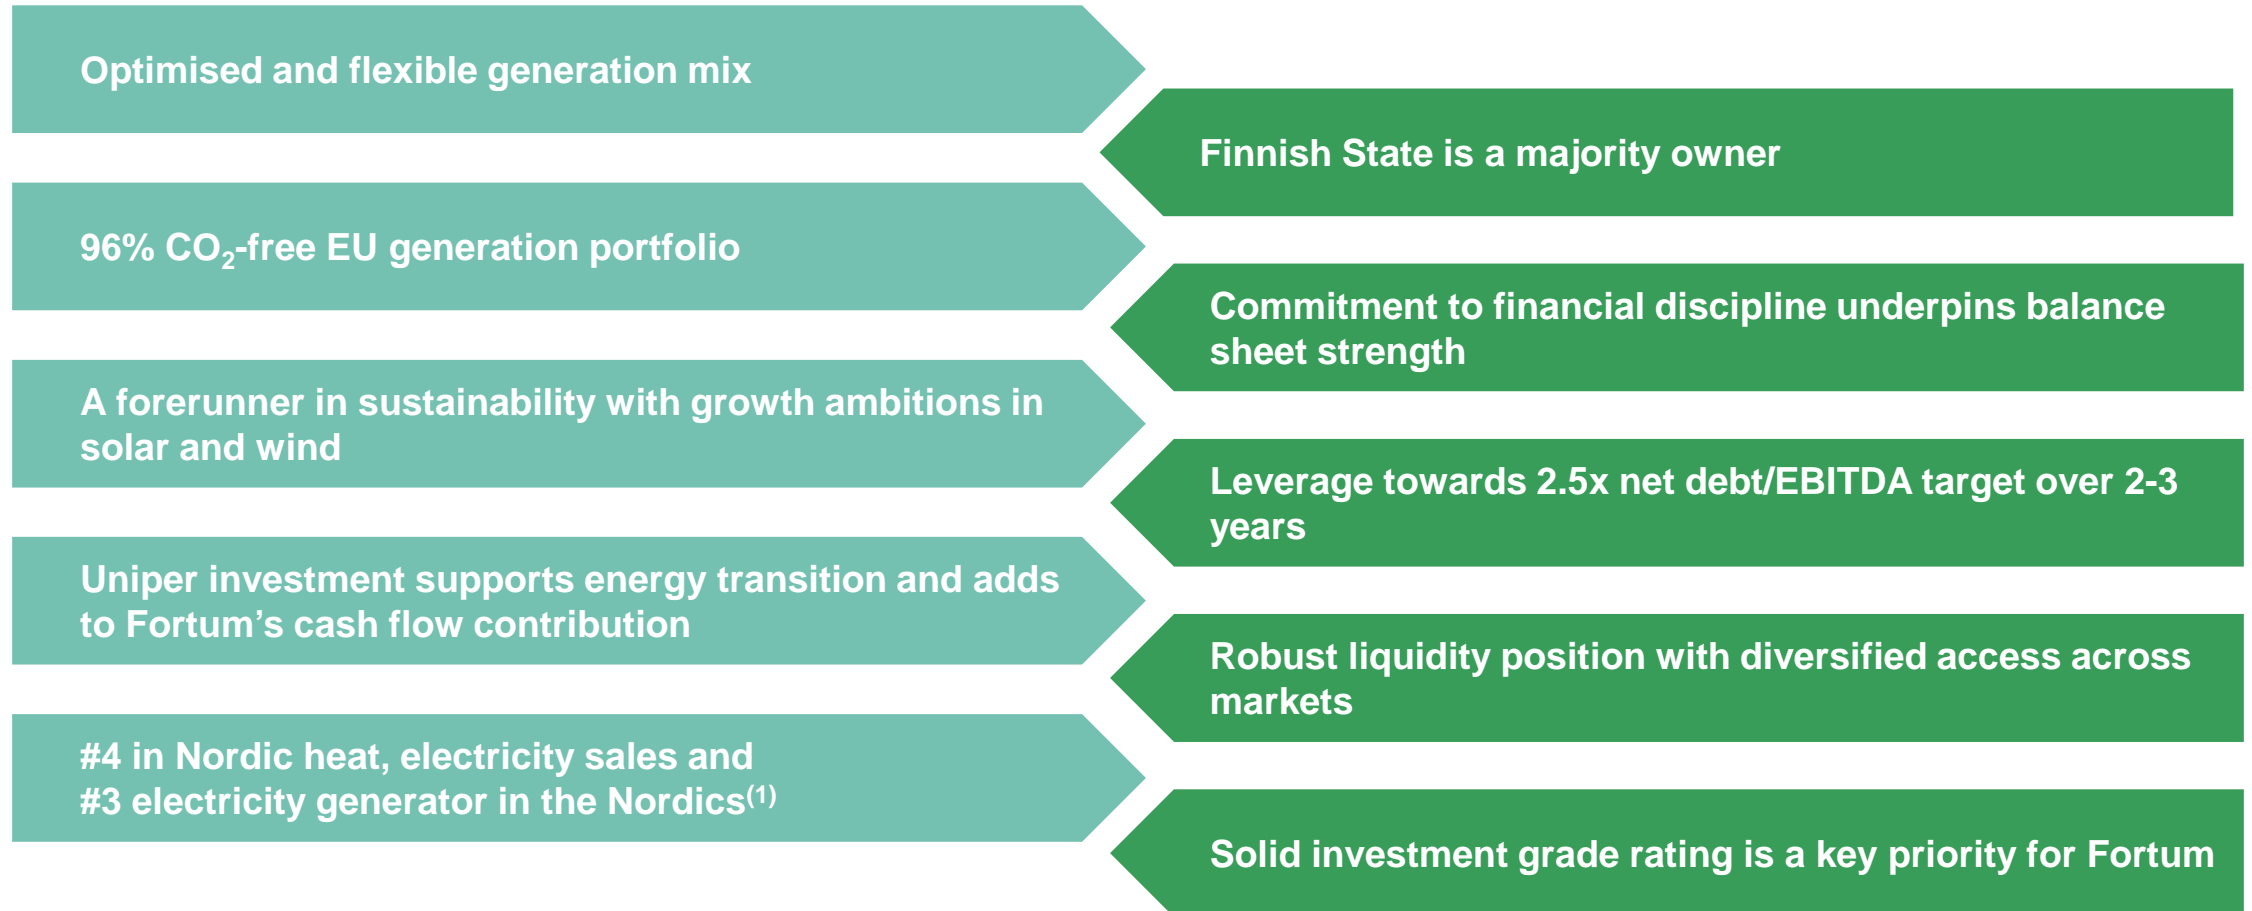 Optimised and flexible generation mix
Finnish State is a majority owner
96% CO₂-free EU generation portfolio
Commitment to financial discipline underpins balance
sheet strength
A forerunner in sustainability with growth ambitions in
solar and wind
Leverage towards 2.5x net debt/EBITDA target over 2-3
years
Uniper investment supports energy transition and adds
to Fortum’s cash flow contribution
Robust liquidity position with diversified access across
markets
#4 in Nordic heat, electricity sales and
#3 electricity generator in the Nordics⁽¹⁾
Solid investment grade rating is a key priority for Fortum